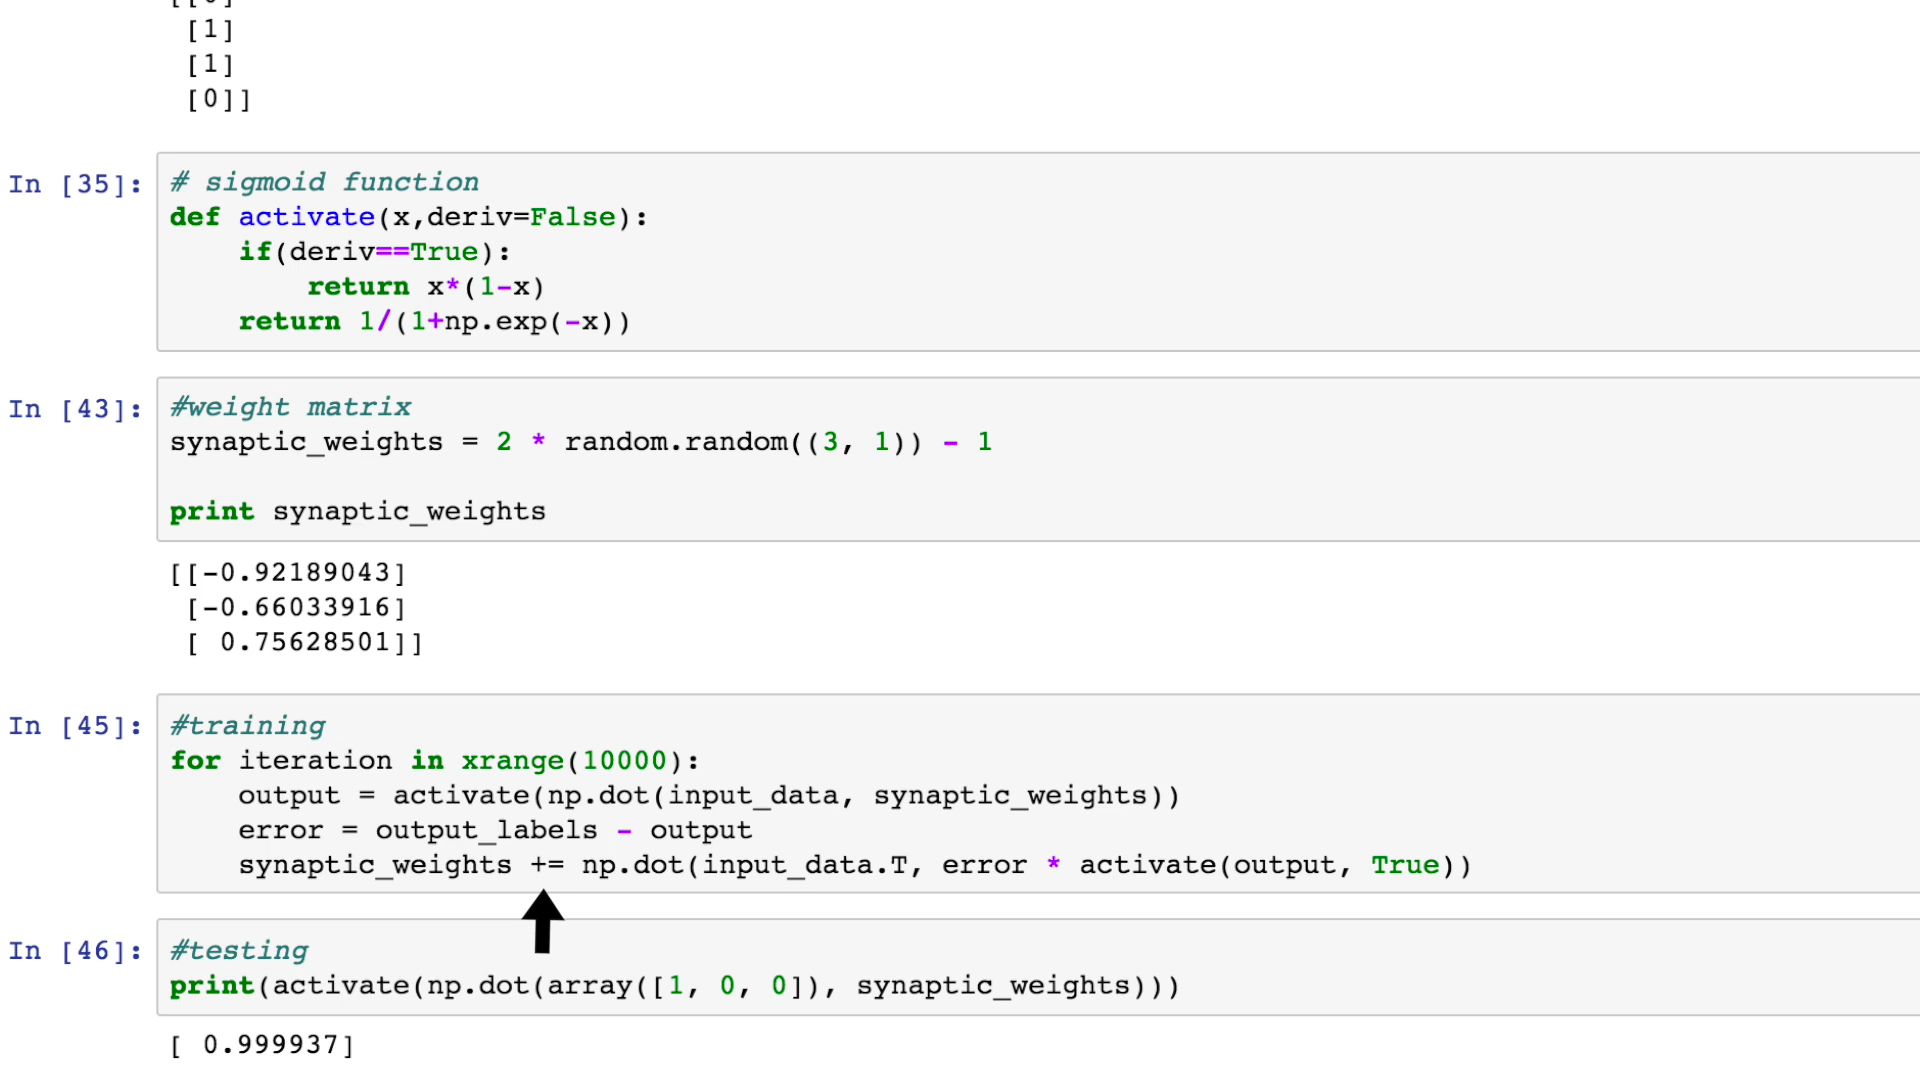 [[0]
[1]
[1]
[0]]
In [35]:
# sigmoid function
def activate(x,deriv=False):
    if(deriv==True):
        return x*(1-x)
    return 1/(1+np.exp(-x))
In [43]:
#weight matrix
synaptic_weights = 2 * random.random((3, 1)) - 1
print synaptic_weights
[[-0.92189043]
[-0.66033916]
[ 0.75628501]]
In [45]:
#training
for iteration in xrange(10000):
    output = activate(np.dot(input_data, synaptic_weights))
    error = output_labels - output
    synaptic_weights += np.dot(input_data.T, error * activate(output, True))
In [46]:
#testing
print(activate(np.dot(array([1, 0, 0]), synaptic_weights)))
[ 0.999937]